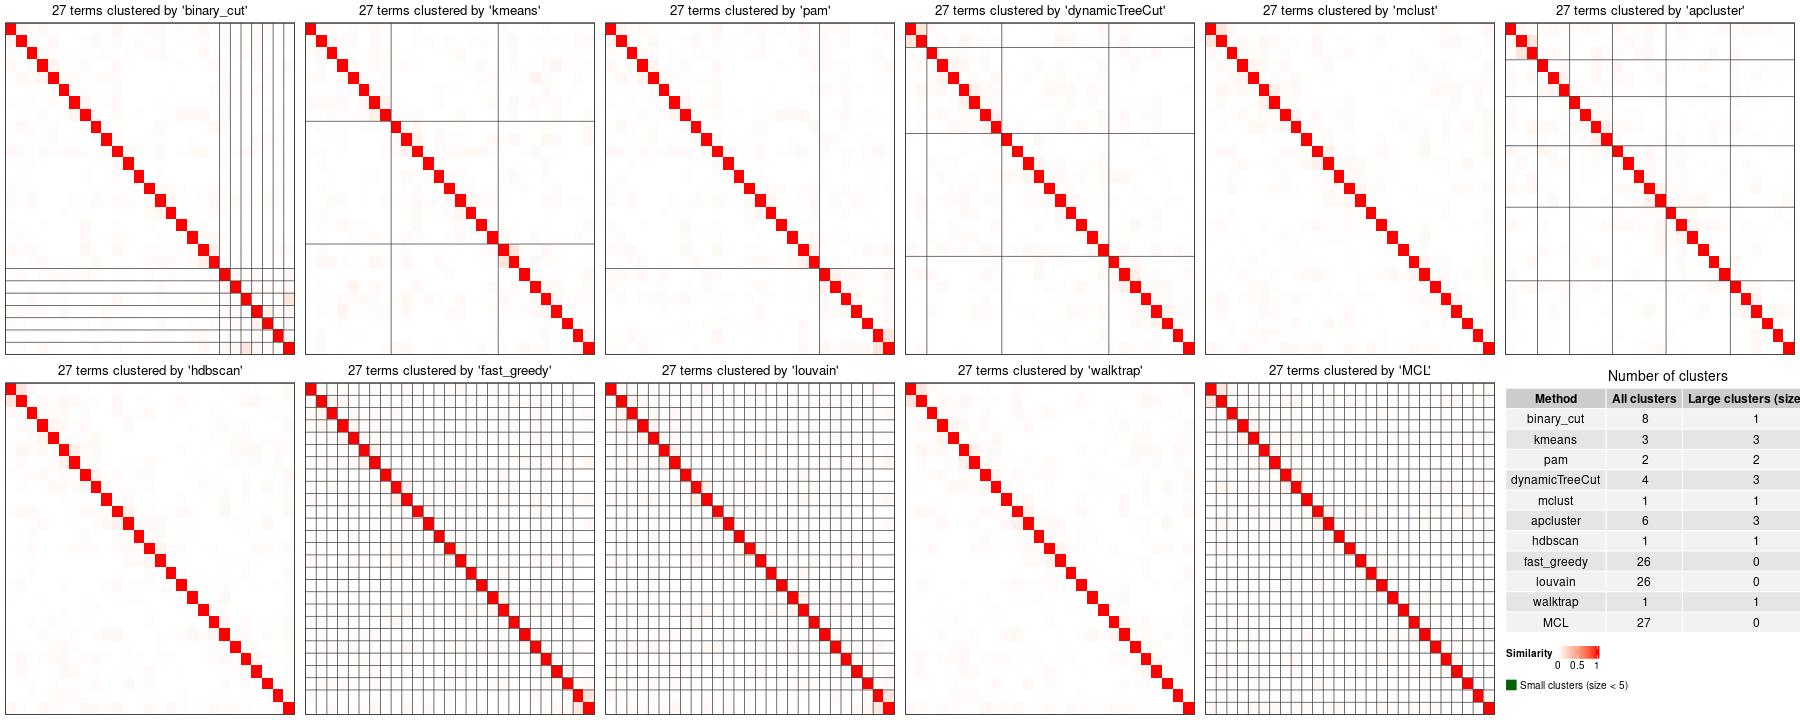 27 terms clustered by 'binary_cut'
27 terms clustered by 'kmeans'
27 terms clustered by 'pam'
27 terms clustered by 'dynamicTreeCut'
27 terms clustered by 'mclust'
27 terms clustered by 'apcluster'
27 terms clustered by 'hdbscan'
27 terms clustered by 'fast_greedy'
27 terms clustered by 'louvain'
27 terms clustered by 'walktrap'
27 terms clustered by 'MCL'
Number of clusters
Method All clusters Large clusters (size
binary_cut 8 1
kmeans 3 3
pam 2 2
dynamicTreeCut 4 3
mclust 1 1
apcluster 6 3
hdbscan 1 1
fast_greedy 26 0
louvain 26 0
walktrap 1 1
MCL 27 0
Similarity
0 0.5 1
Small clusters (size < 5)